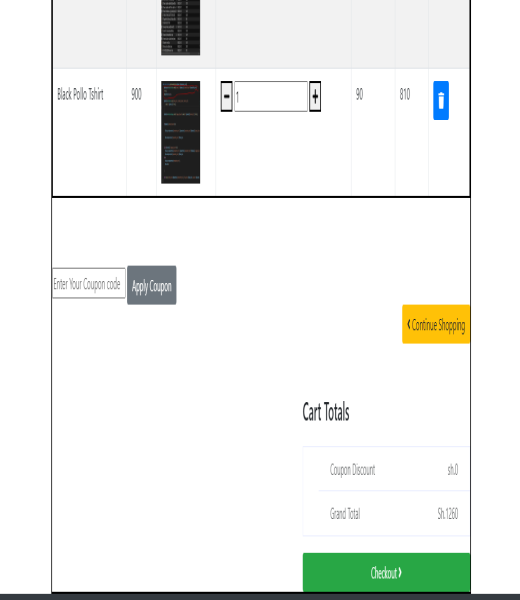 Black Pollo Tshirt 900 - 1 + 90 810
Enter Your Coupon code Apply Coupon
Continue Shopping
Cart Totals
Coupon Discount sh.0
Grand Total Sh.1260
Checkout